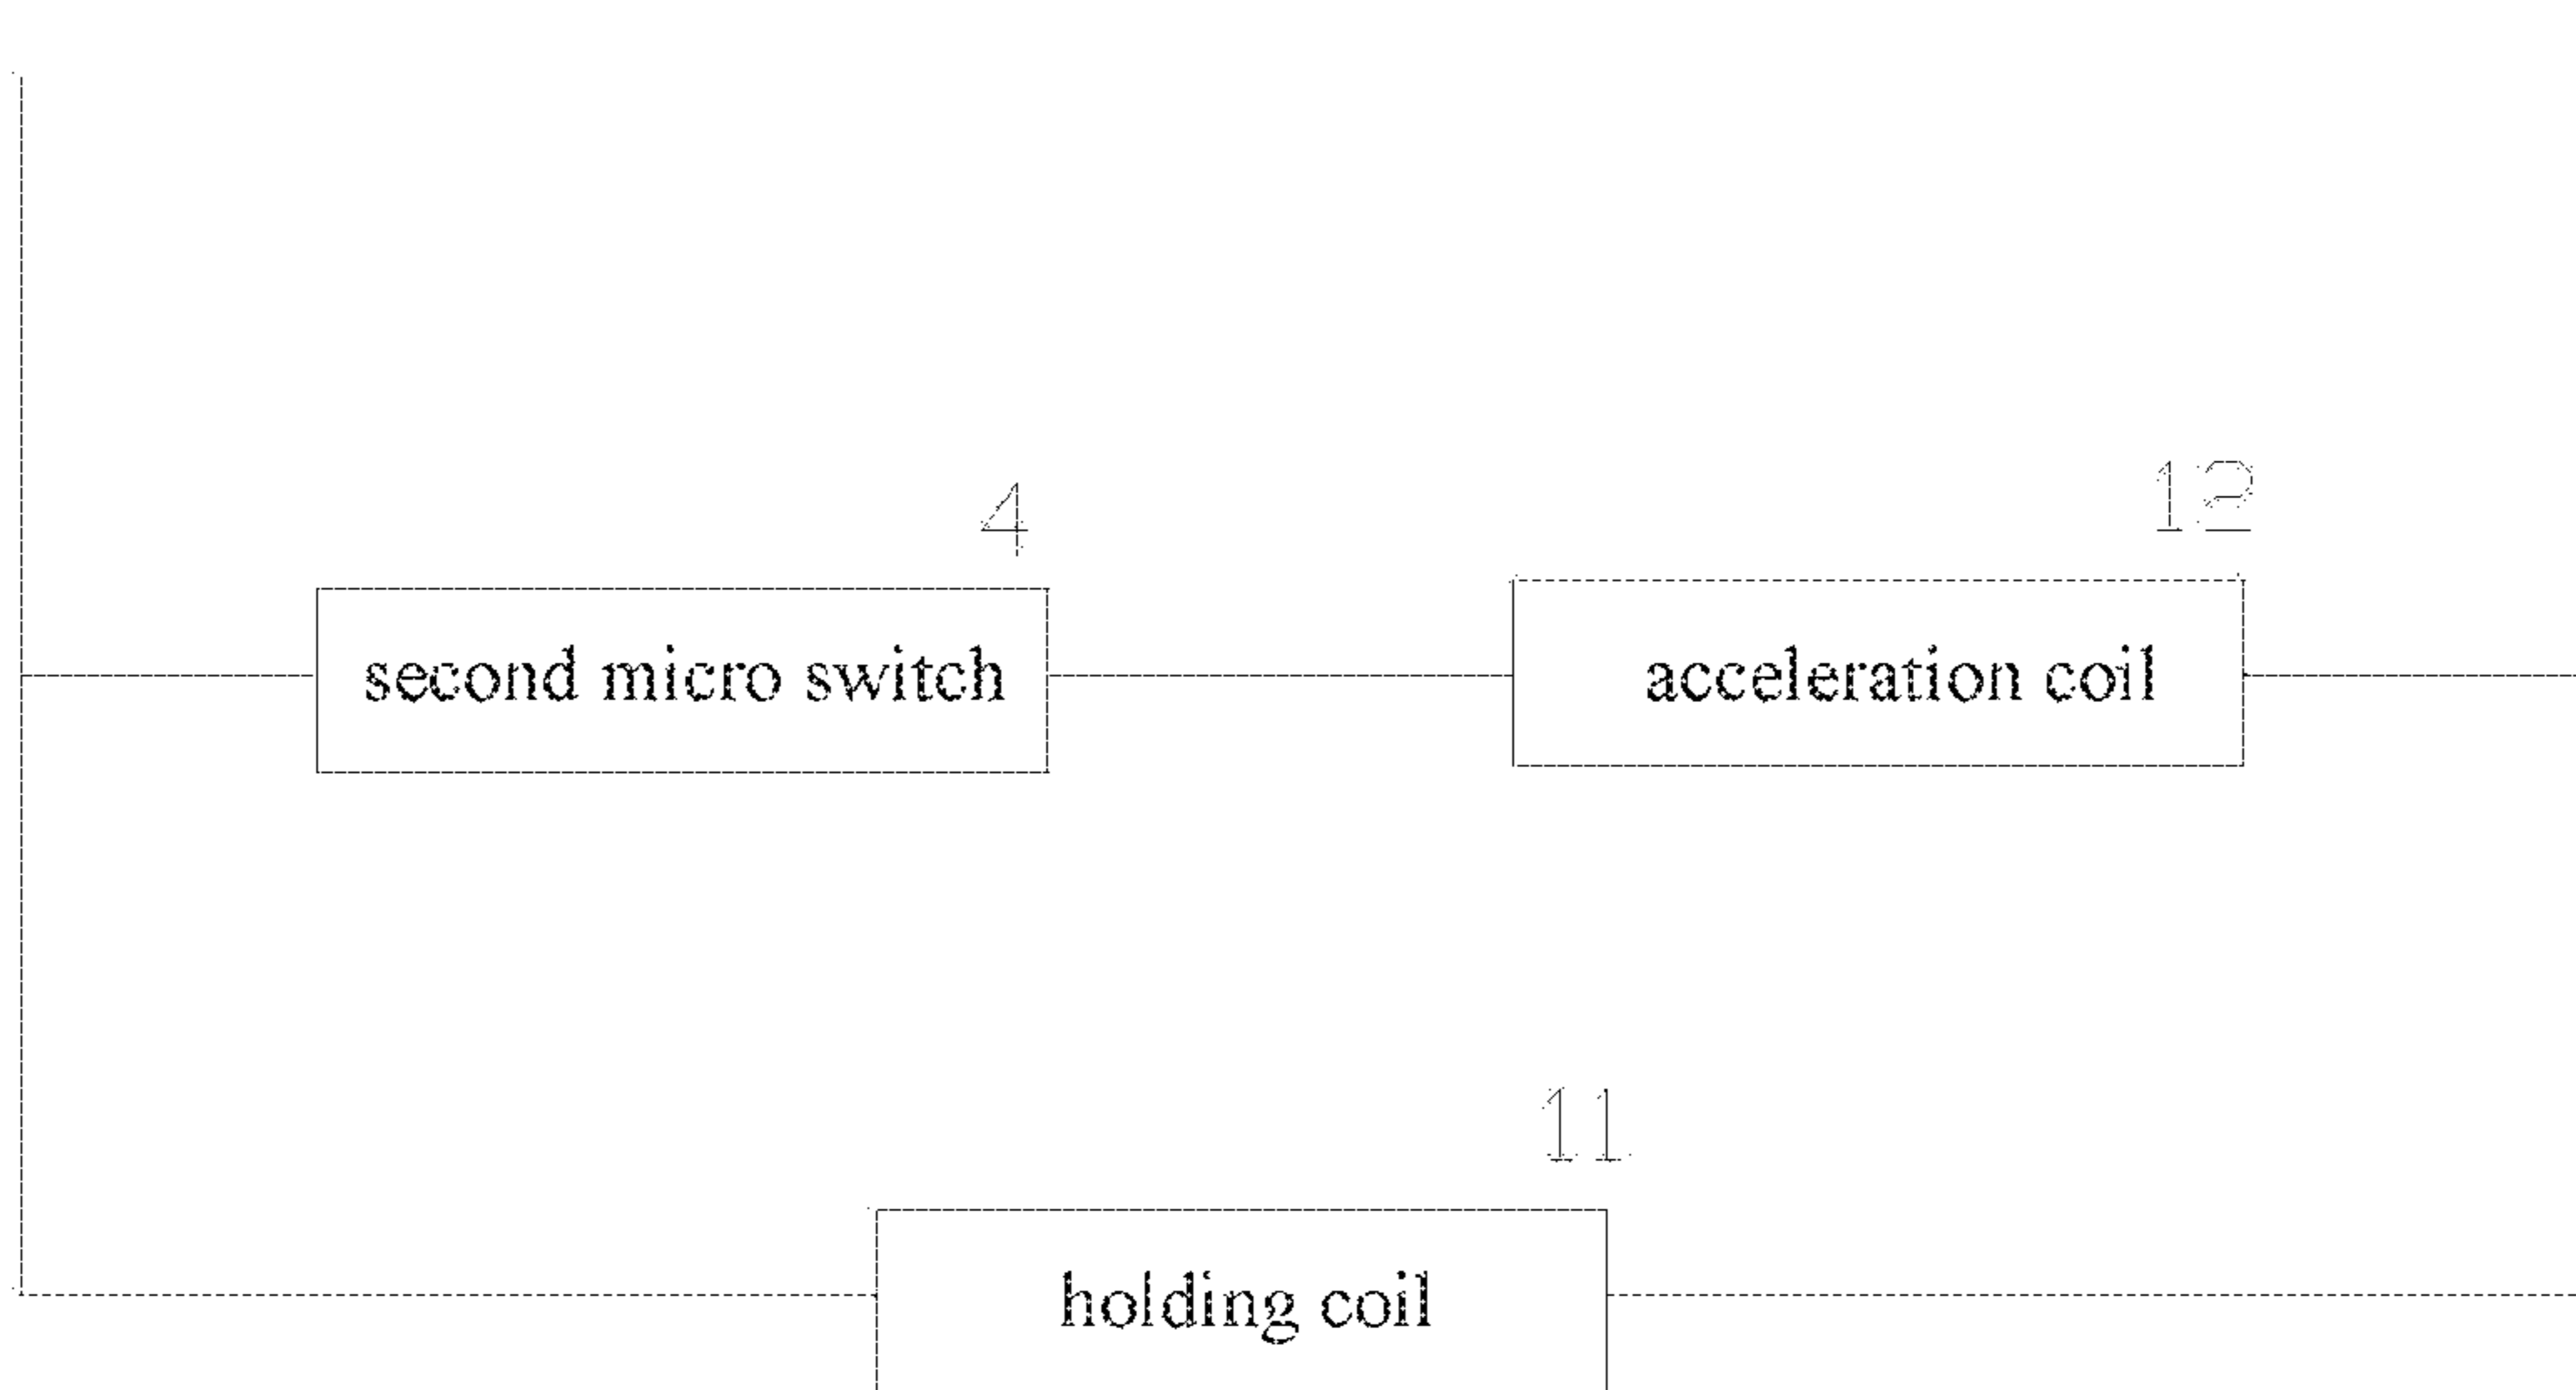 4
12
second micro switch
acceleration coil
11
holding coil